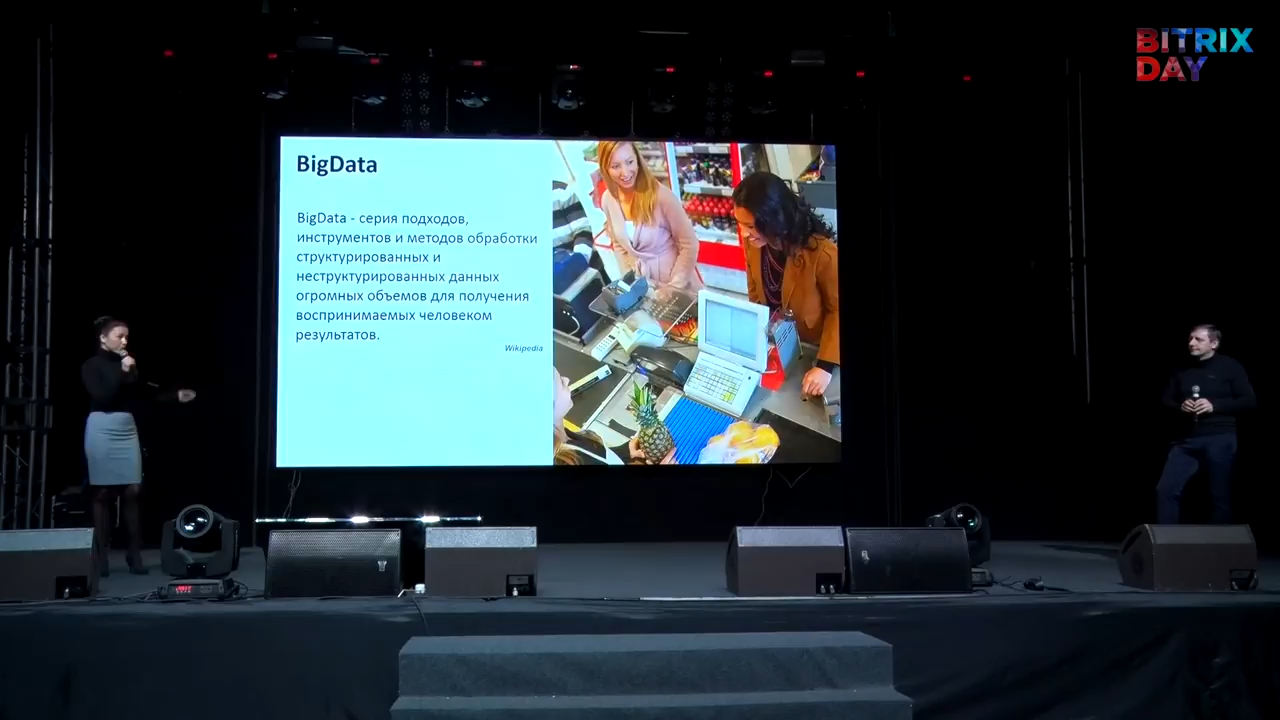 BITRIX
DAY
BigData
BigData - серия подходов,
инструментов и методов обработки
структурированных и
неструктурированных данных
огромных объемов для получения
воспринимаемых человеком
результатов.
Wikipedia